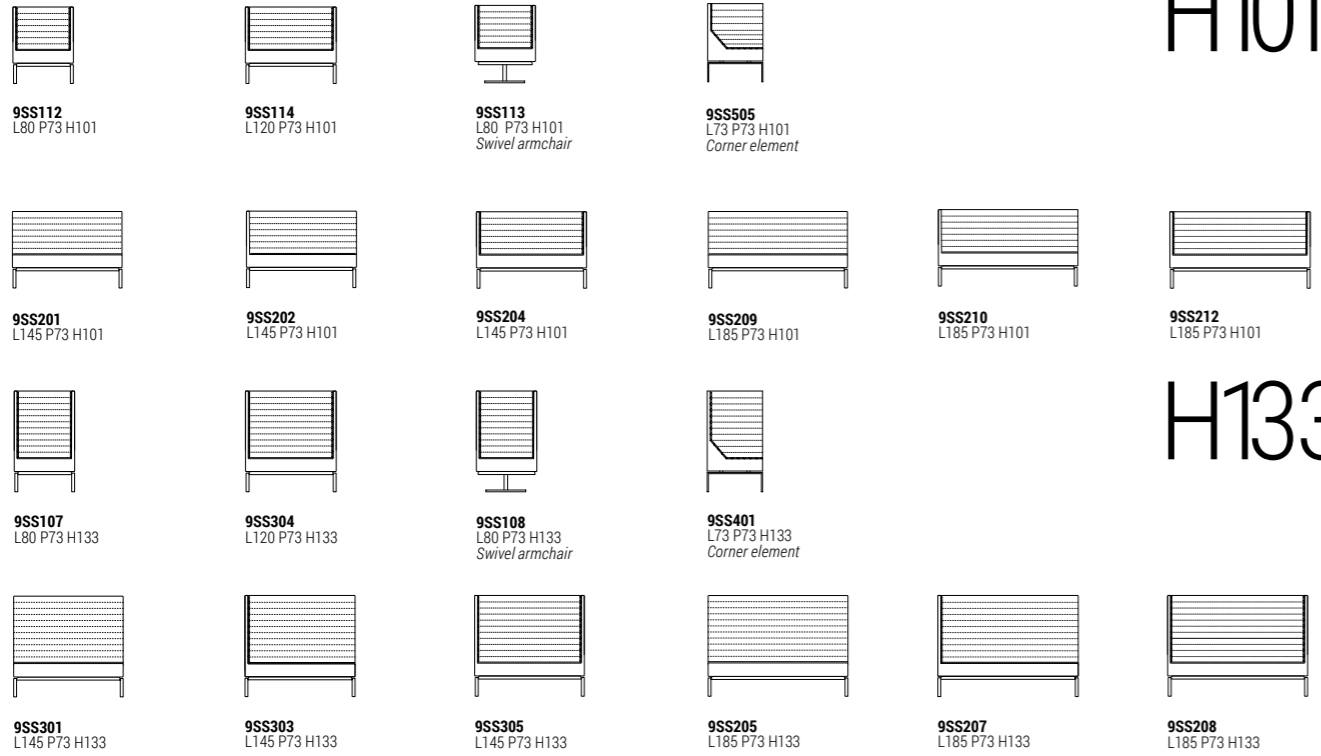 H101
9SS112
L80 P73 H101
9SS114
L120 P73 H101
9SS113
L80 P73 H101
Swivel armchair
9SS505
L73 P73 H101
Corner element
9SS201
L145 P73 H101
9SS202
L145 P73 H101
9SS204
L145 P73 H101
9SS209
L185 P73 H101
9SS210
L185 P73 H101
9SS212
L185 P73 H101
H133
9SS107
L80 P73 H133
9SS304
L120 P73 H133
9SS108
L80 P73 H133
Swivel armchair
9SS401
L73 P73 H133
Corner element
9SS301
L145 P73 H133
9SS303
L145 P73 H133
9SS305
L145 P73 H133
9SS205
L185 P73 H133
9SS207
L185 P73 H133
9SS208
L185 P73 H133